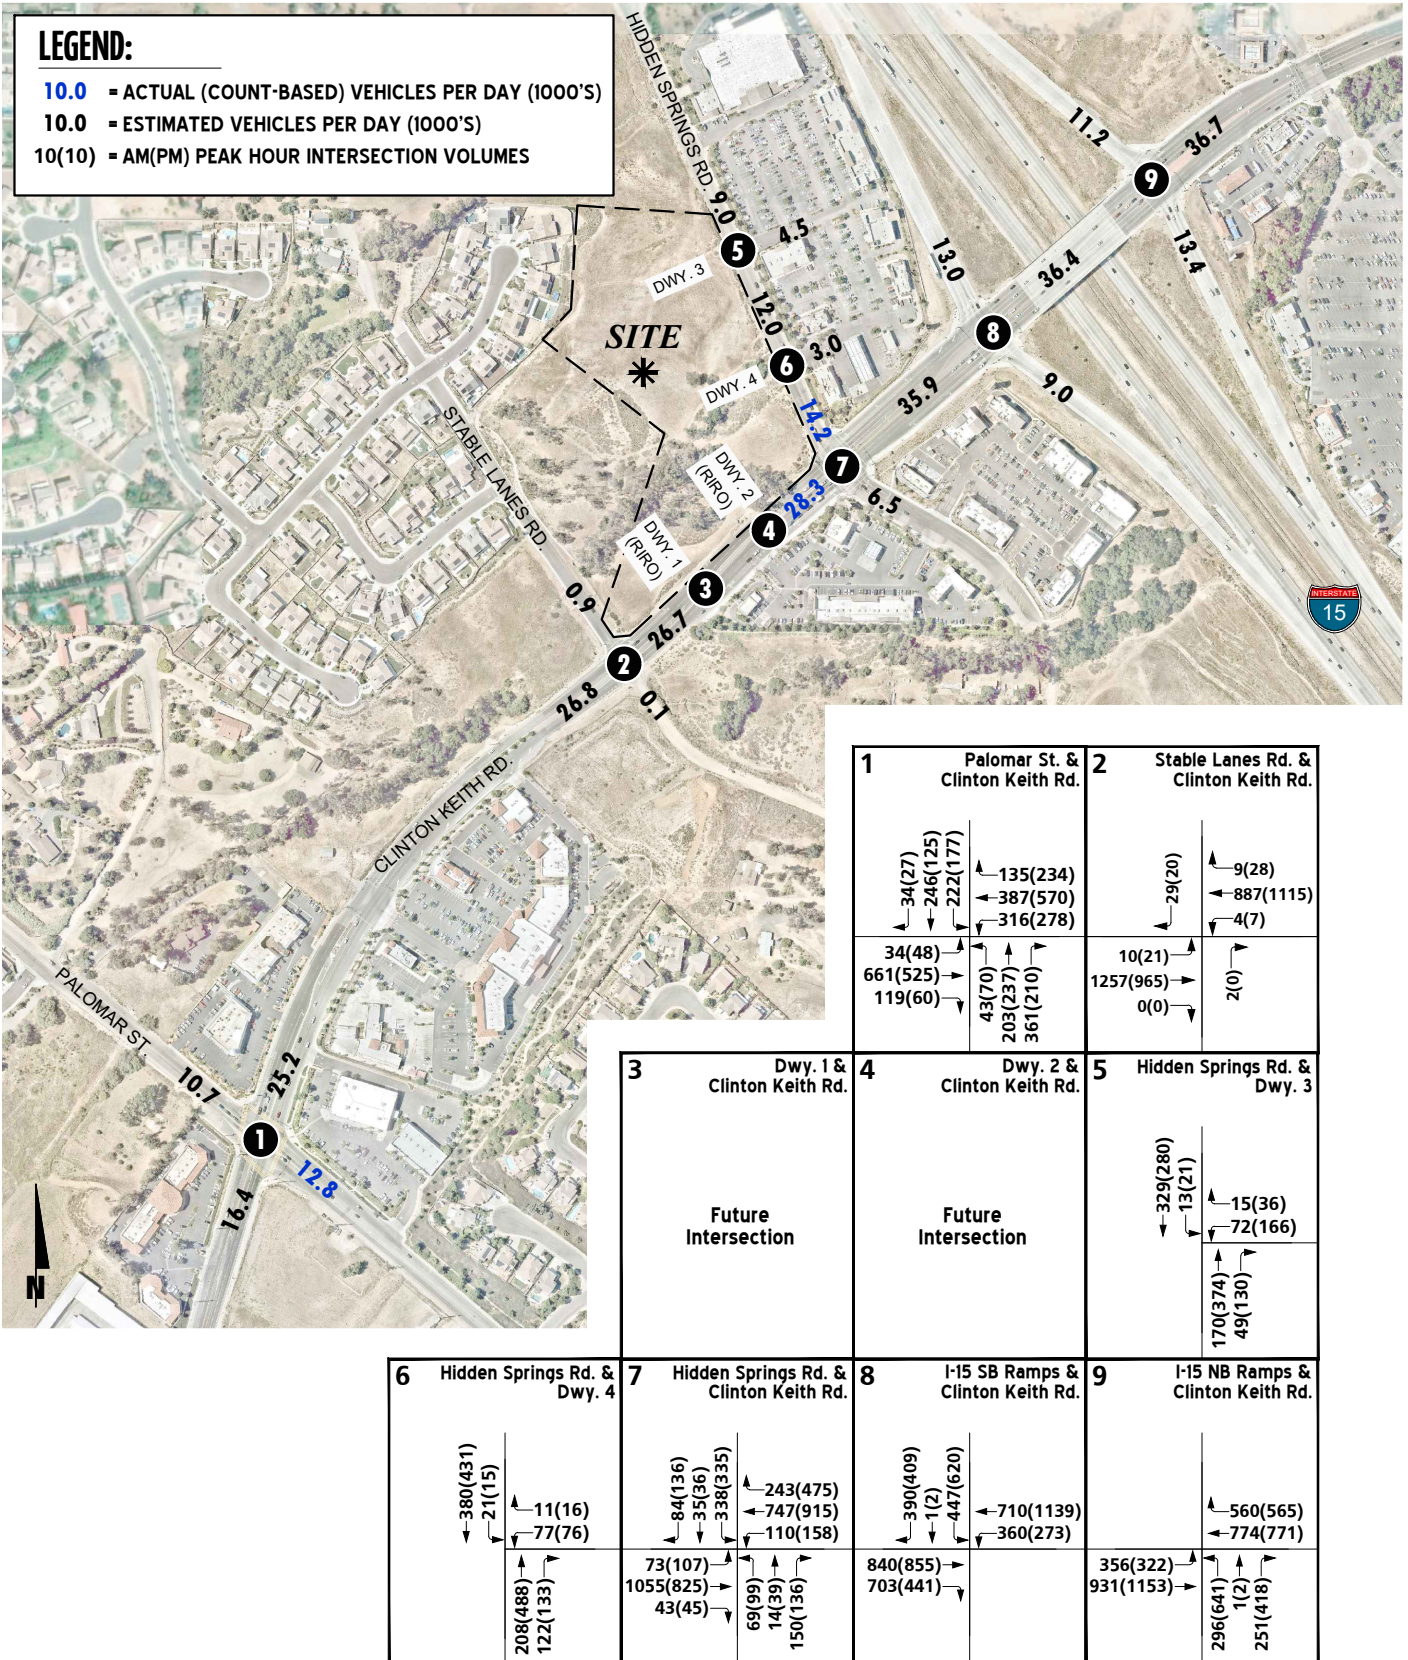 LEGEND:
10.0 = ACTUAL (COUNT-BASED) VEHICLES PER DAY (1000'S)
10.0 = ESTIMATED VEHICLES PER DAY (1000'S)
10(10) = AM(PM) PEAK HOUR INTERSECTION VOLUMES
HIDDEN SPRINGS RD.
11.2
36.7
9
9.0
5
4.5
13.0
36.4
13.4
DWY. 3
12.0
SITE
8
6
3.0
DWY. 4
35.9
9.0
14.2
STABLE LANES RD.
7
DWY. 2
(RIRO)
28.3
6.5
4
DWY. 1
(RIRO)
3
0.9
26.7
INTERSTATE
15
2
26.8
0.1
CLINTON KEITH RD.
PALOMAR ST.
10.7
25.2
1
12.8
16.4
N
1 Palomar St. &
Clinton Keith Rd.
34(27)
246(125)
222(177)
135(234)
387(570)
316(278)
34(48)
661(525)
119(60)
43(70)
203(237)
361(210)
2 Stable Lanes Rd. &
Clinton Keith Rd.
29(20)
9(28)
887(1115)
4(7)
10(21)
1257(965)
0(0)
2(0)
3 Dwy. 1 &
Clinton Keith Rd.
Future
Intersection
4 Dwy. 2 &
Clinton Keith Rd.
Future
Intersection
5 Hidden Springs Rd. &
Dwy. 3
329(280)
13(21)
15(36)
72(166)
170(374)
49(130)
6 Hidden Springs Rd. &
Dwy. 4
380(431)
21(15)
11(16)
77(76)
208(488)
122(133)
7 Hidden Springs Rd. &
Clinton Keith Rd.
84(136)
35(36)
338(335)
243(475)
747(915)
110(158)
73(107)
1055(825)
43(45)
69(99)
14(39)
150(136)
8 I-15 SB Ramps &
Clinton Keith Rd.
390(409)
1(2)
447(620)
710(1139)
360(273)
840(855)
703(441)
9 I-15 NB Ramps &
Clinton Keith Rd.
560(565)
774(771)
356(322)
931(1153)
296(641)
1(2)
251(418)